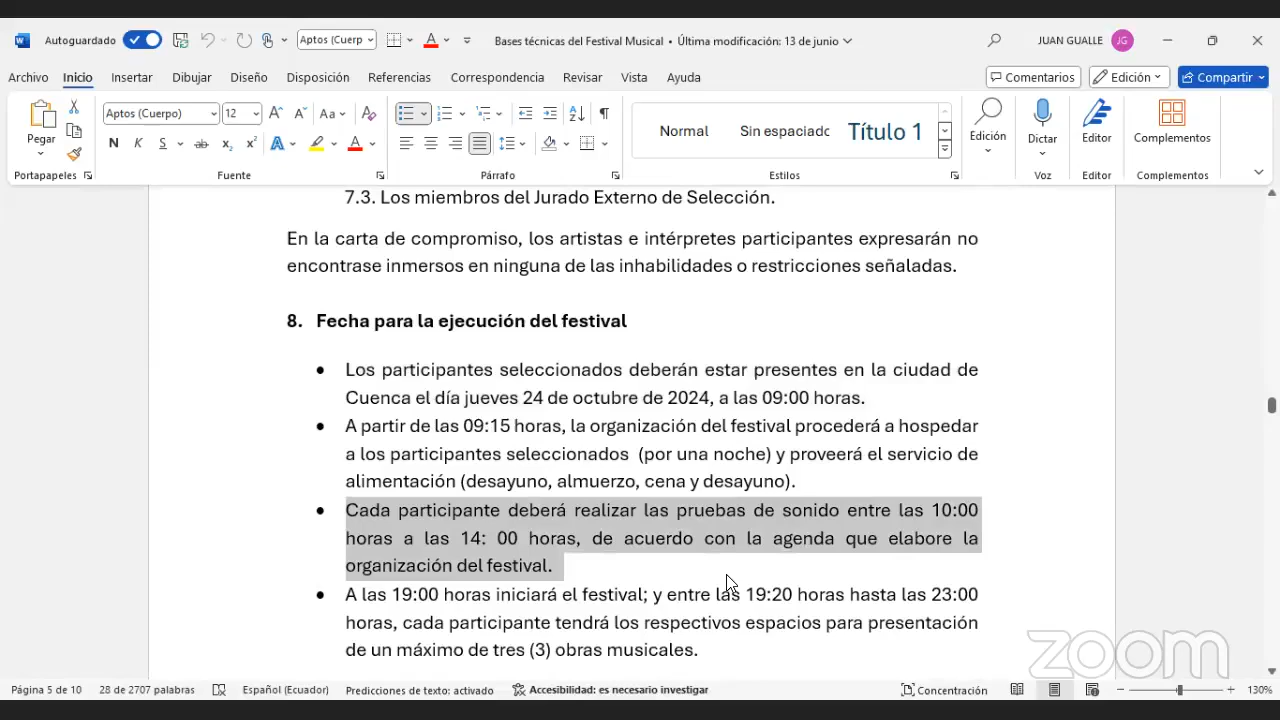 Autoguardado Aptos (Cuerp Bases técnicas del Festival Musical • Última modificación: 13 de junio JUAN GUALLE JG
Archivo Inicio Insertar Dibujar Diseño Disposición Referencias Correspondencia Revisar Vista Ayuda Comentarios Edición Compartir
Aptos (Cuerpo) 12 Aa
Pegar N K S ab x₂ x² A A Normal Sin espaciado Título 1 Edición Dictar Editor Complementos
Portapapeles Fuente Párrafo Estilos Voz Editor Complementos
7.3. Los miembros del Jurado Externo de Selección.
En la carta de compromiso, los artistas e intérpretes participantes expresarán no
encontrase inmersos en ninguna de las inhabilidades o restricciones señaladas.
8. Fecha para la ejecución del festival
• Los participantes seleccionados deberán estar presentes en la ciudad de
Cuenca el día jueves 24 de octubre de 2024, a las 09:00 horas.
• A partir de las 09:15 horas, la organización del festival procederá a hospedar
a los participantes seleccionados (por una noche) y proveerá el servicio de
alimentación (desayuno, almuerzo, cena y desayuno).
• Cada participante deberá realizar las pruebas de sonido entre las 10:00
horas a las 14: 00 horas, de acuerdo con la agenda que elabore la
organización del festival.
• A las 19:00 horas iniciará el festival; y entre las 19:20 horas hasta las 23:00
horas, cada participante tendrá los respectivos espacios para presentación
de un máximo de tres (3) obras musicales.
zoom
Página 5 de 10 28 de 2707 palabras Español (Ecuador) Predicciones de texto: activado Accesibilidad: es necesario investigar Concentración 130%